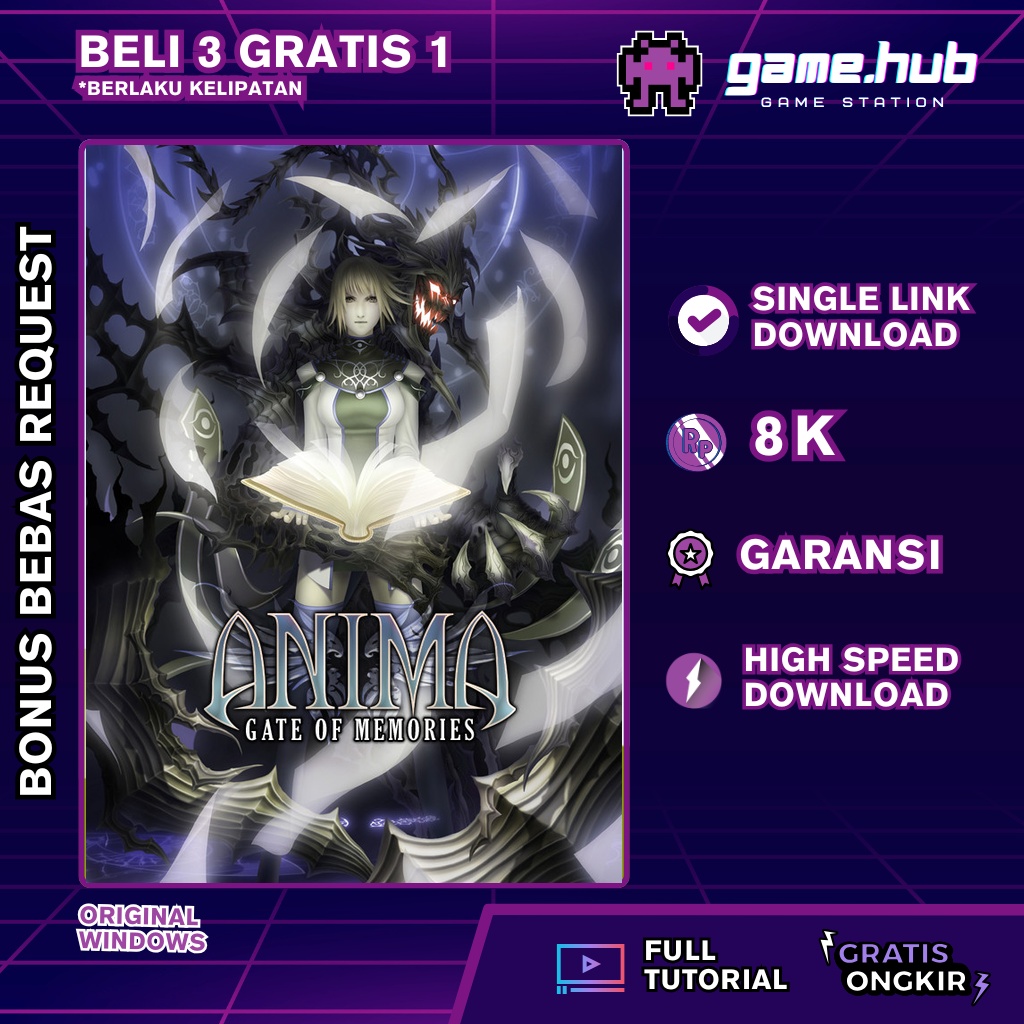 BELI 3 GRATIS 1
*BERLAKU KELIPATAN
game.hub
GAME STATION
BONUS BEBAS REQUEST
SINGLE LINK
DOWNLOAD
Rp
8K
GARANSI
HIGH SPEED
DOWNLOAD
ANIMA
GATE OF MEMORIES
ORIGINAL
WINDOWS
FULL
TUTORIAL
GRATIS
ONGKIR